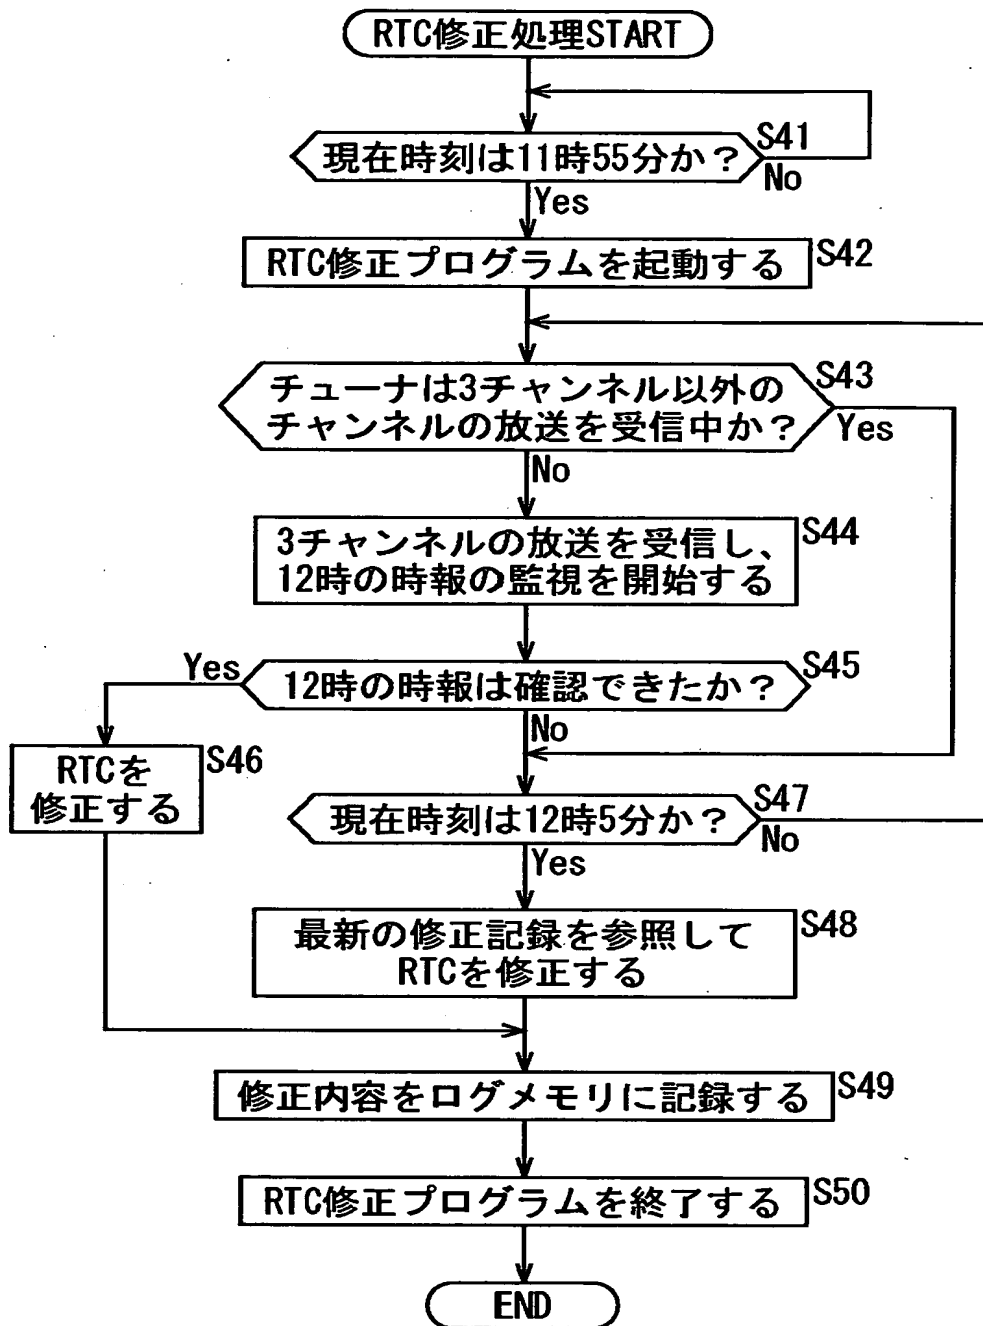 RTC修正処理START
現在時刻は11時55分か？
S41
No
Yes
RTC修正プログラムを起動する
S42
チューナは3チャンネル以外の
チャンネルの放送を受信中か？
S43
Yes
No
3チャンネルの放送を受信し、
12時の時報の監視を開始する
S44
Yes
12時の時報は確認できたか？
S45
No
RTCを
修正する
S46
現在時刻は12時5分か？
S47
No
Yes
最新の修正記録を参照して
RTCを修正する
S48
修正内容をログメモリに記録する
S49
RTC修正プログラムを終了する
S50
END